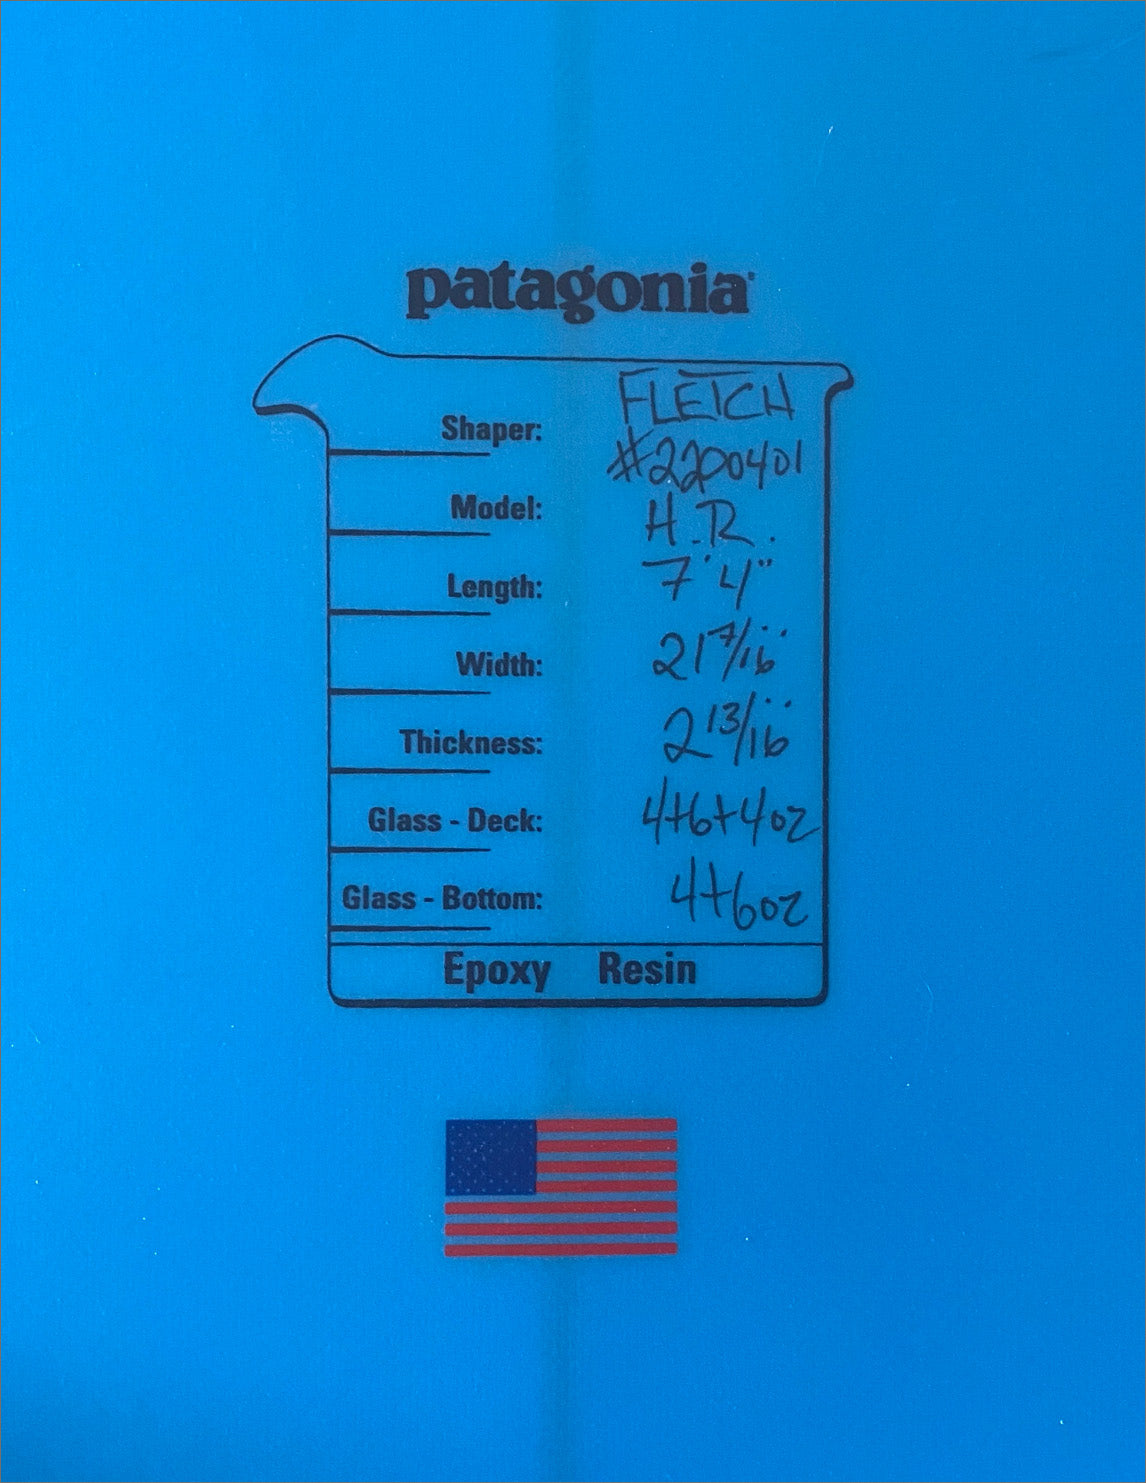 patagonia
Shaper: FLETCH
#220401
Model: H.R.
Length: 7'4"
Width: 21 7/16"
Thickness: 2 13/16"
Glass - Deck: 4+6+4oz
Glass - Bottom: 4+6oz
Epoxy Resin